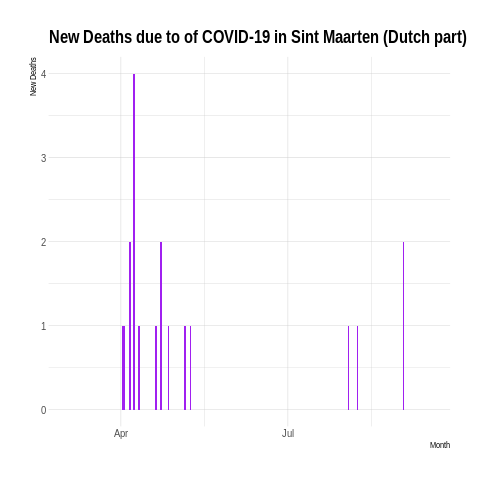 New Deaths due to of COVID-19 in Sint Maarten (Dutch part)
New Deaths
4
3
2
1
0
Apr
Jul
Month